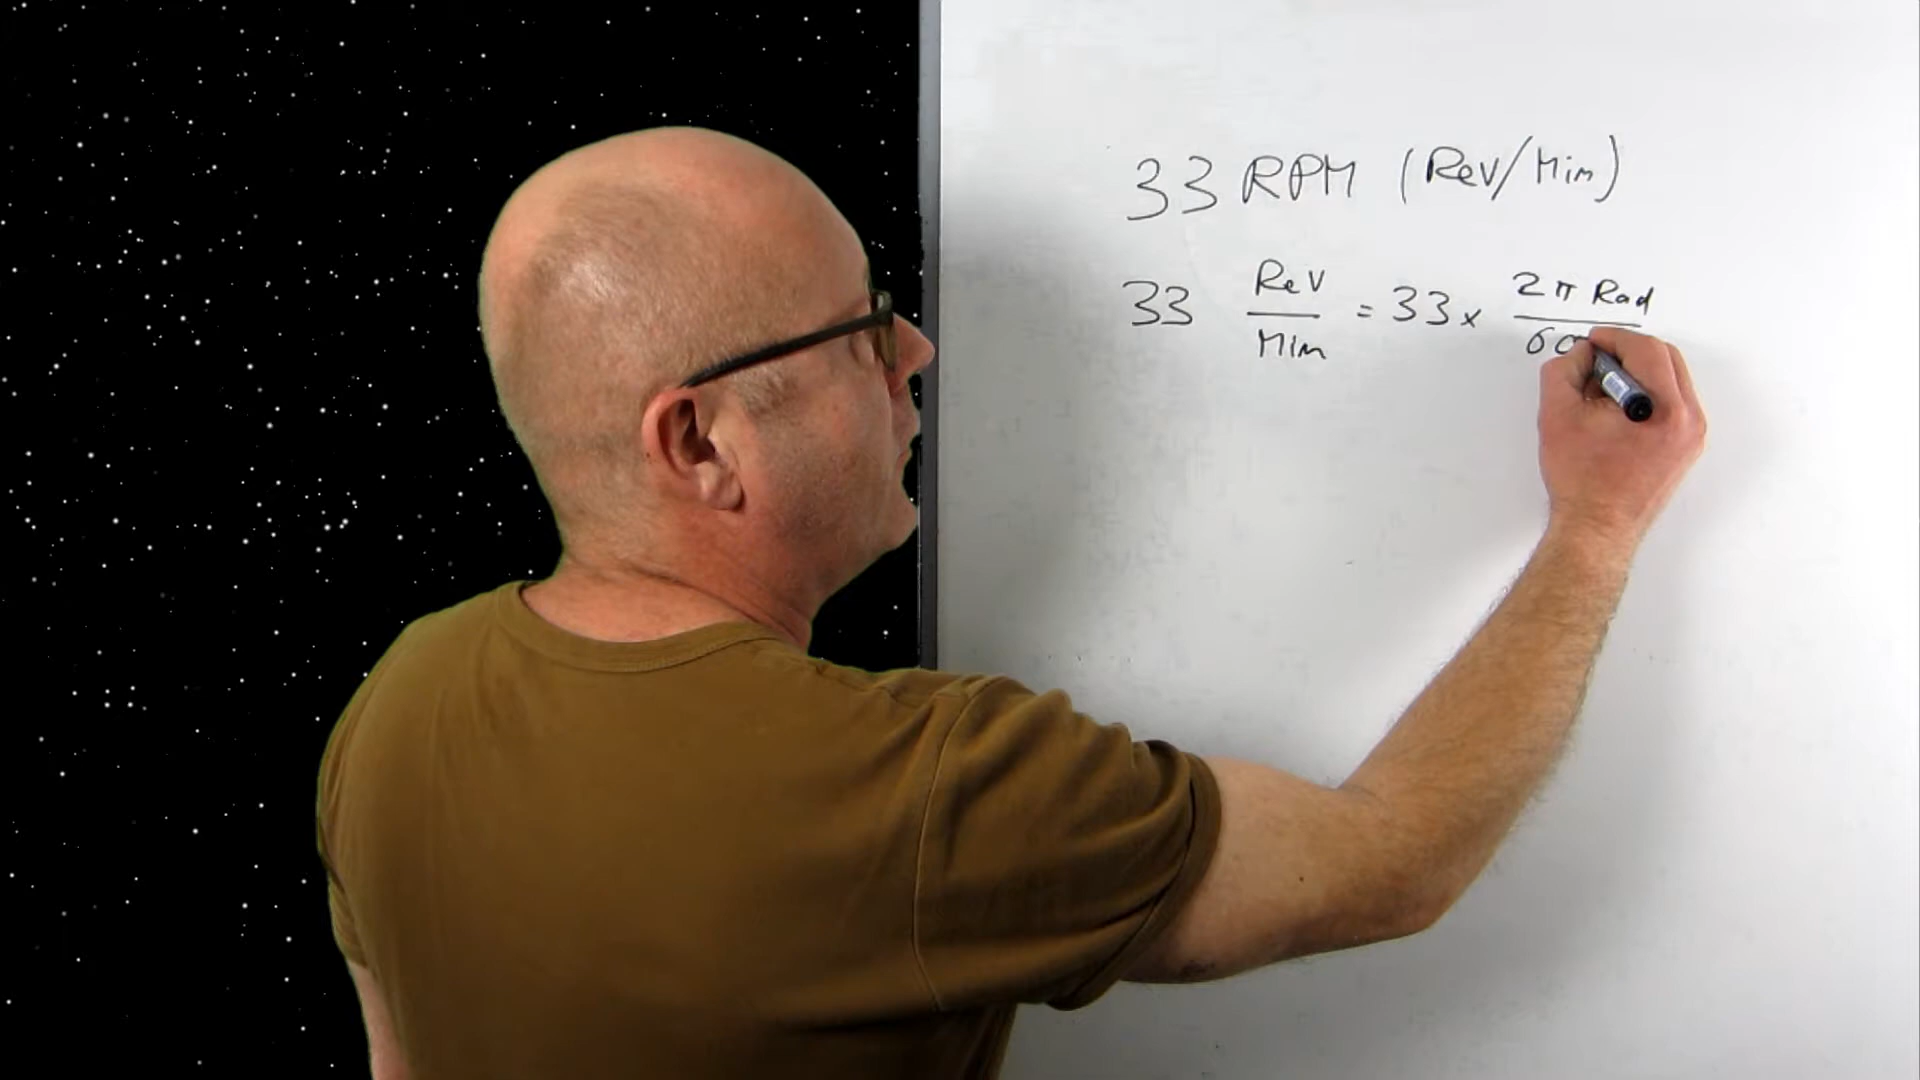 33 RPM (Rev/Min)
33 Rev/Min = 33 x 2π Rad/60